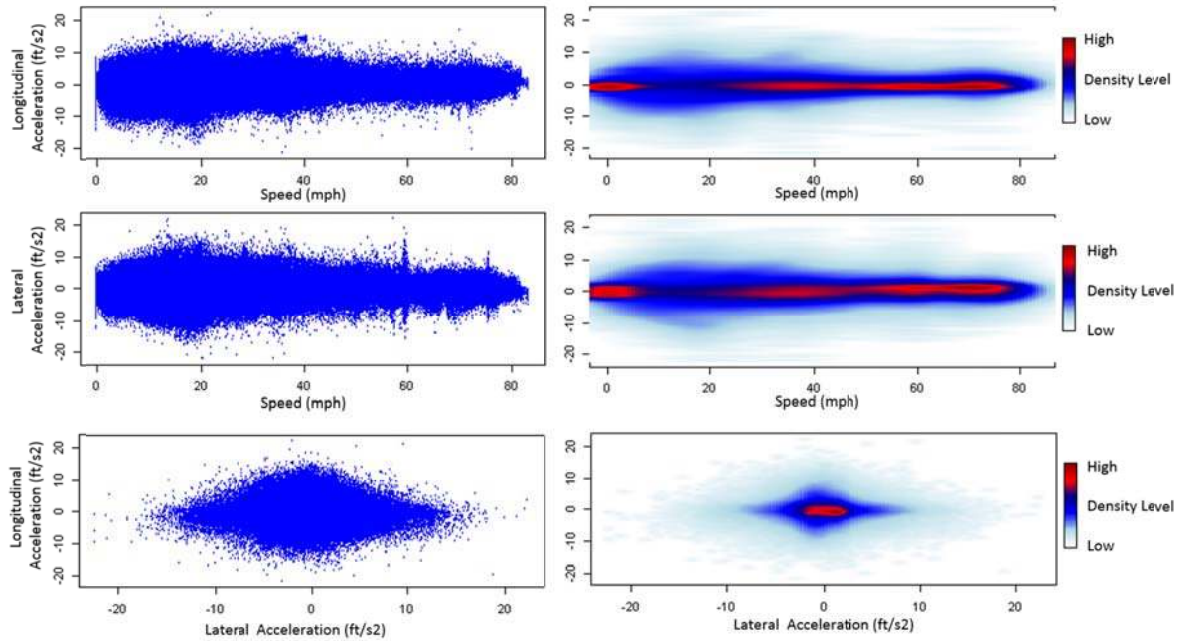 Longitudinal
Acceleration (ft/s2)
20
10
0
-10
-20
0 20 40 60 80
Speed (mph)
20
10
0
-10
-20
0 20 40 60 80
Speed (mph)
High
Density Level
Low
Lateral
Acceleration (ft/s2)
20
10
0
-10
-20
0 20 40 60 80
Speed (mph)
20
10
0
-10
-20
0 20 40 60 80
Speed (mph)
High
Density Level
Low
Longitudinal
Acceleration (ft/s2)
20
10
0
-10
-20
-20 -10 0 10 20
Lateral Acceleration (ft/s2)
20
10
0
-10
-20
-20 -10 0 10 20
Lateral Acceleration (ft/s2)
High
Density Level
Low